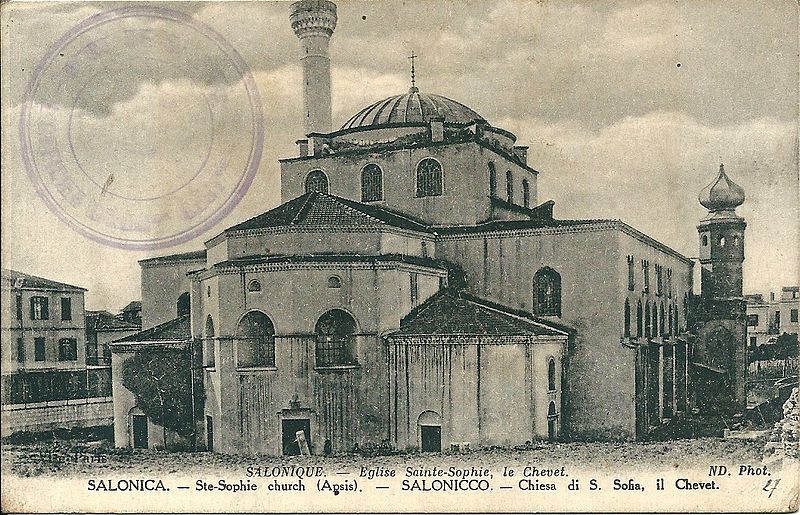 SALONIQUE. — Eglise Sainte-Sophie, le Chevet. ND. Phot.
SALONICA. — Ste-Sophie church (Apsis). — SALONICCO. — Chiesa di S. Sofia, il Chevet.
27